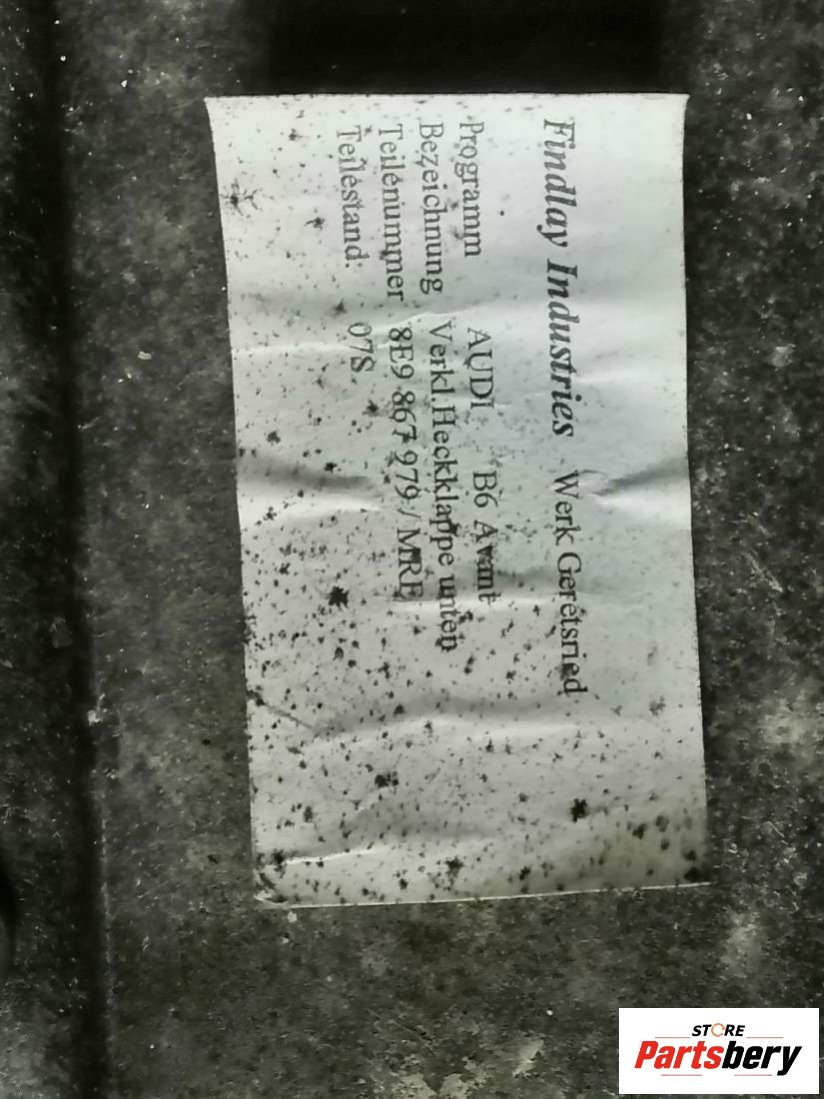 Findlay Industries Werk Geretsried
Programm AUDI B6 Avant
Bezeichnung Verkl.Heckklappe unten
Teilenummer 8E9 867 979 / MRE
Teilestand: 07S
STORE
Partsbery